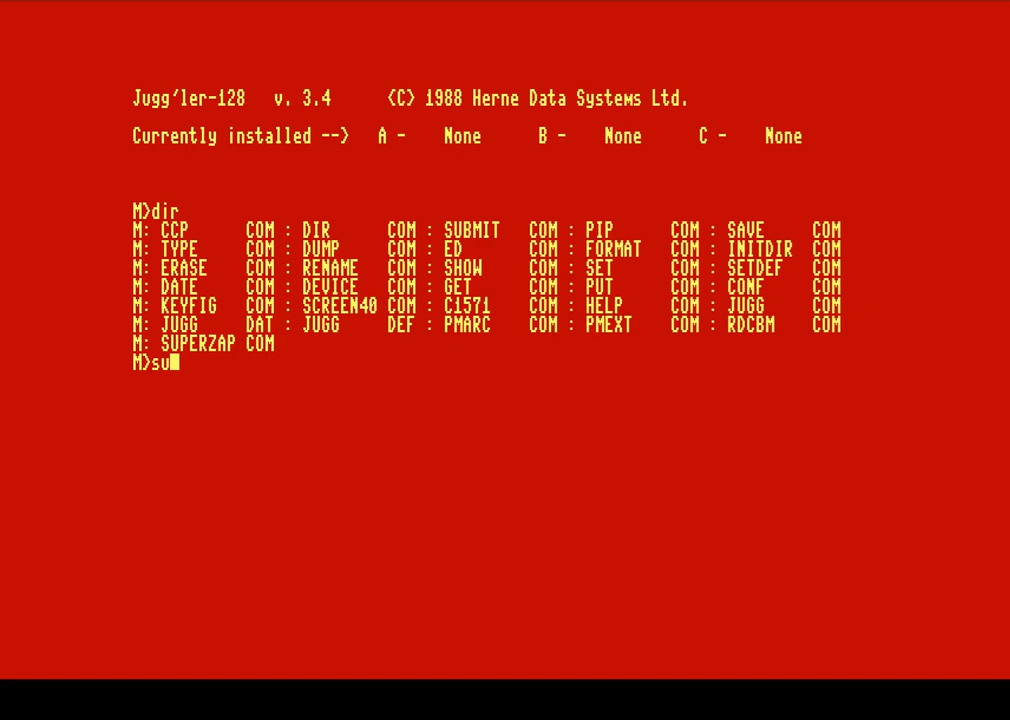 Jugg'ler-128   v. 3.4      (C) 1988 Herne Data Systems Ltd.
Currently installed -->   A -    None      B -    None      C -    None
M>dir
M: CCP      COM : DIR      COM : SUBMIT   COM : PIP      COM : SAVE     COM
M: TYPE     COM : DUMP     COM : ED       COM : FORMAT   COM : INITDIR  COM
M: ERASE    COM : RENAME   COM : SHOW     COM : SET      COM : SETDEF   COM
M: DATE     COM : DEVICE   COM : GET      COM : PUT      COM : CONF     COM
M: KEYFIG   COM : SCREEN40 COM : C1571    COM : HELP     COM : JUGG     COM
M: JUGG     DAT : JUGG     DEF : PMARC    COM : PMEXT    COM : RDCBM    COM
M: SUPERZAP COM
M>su